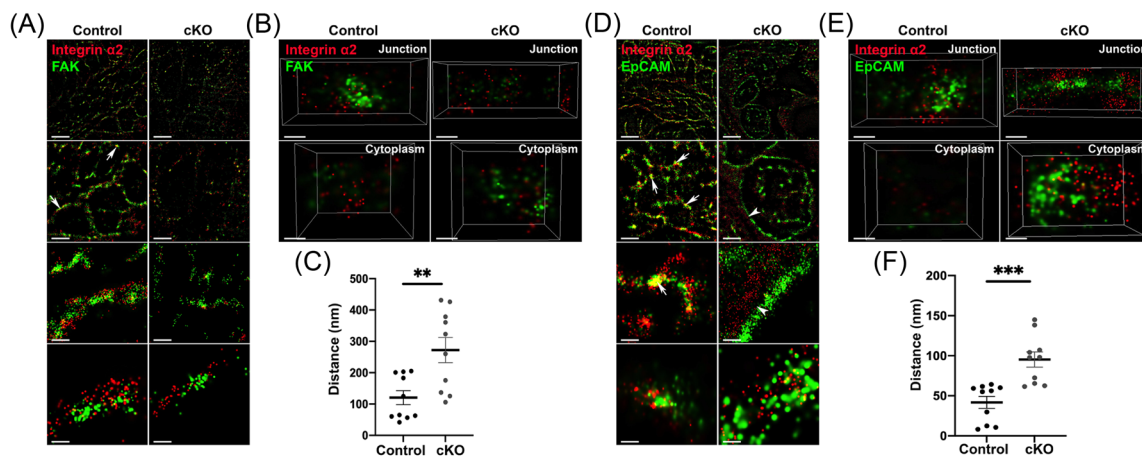 (A)
Control
cKO
Integrin α2
FAK
(B)
Control
cKO
Integrin α2
FAK
Junction
Junction
Cytoplasm
Cytoplasm
(C)
**
Distance (nm)
500
400
300
200
100
0
Control
cKO
(D)
Control
cKO
Integrin α2
EpCAM
(E)
Control
cKO
Integrin α2
EpCAM
Junction
Junction
Cytoplasm
Cytoplasm
(F)
***
Distance (nm)
200
150
100
50
0
Control
cKO